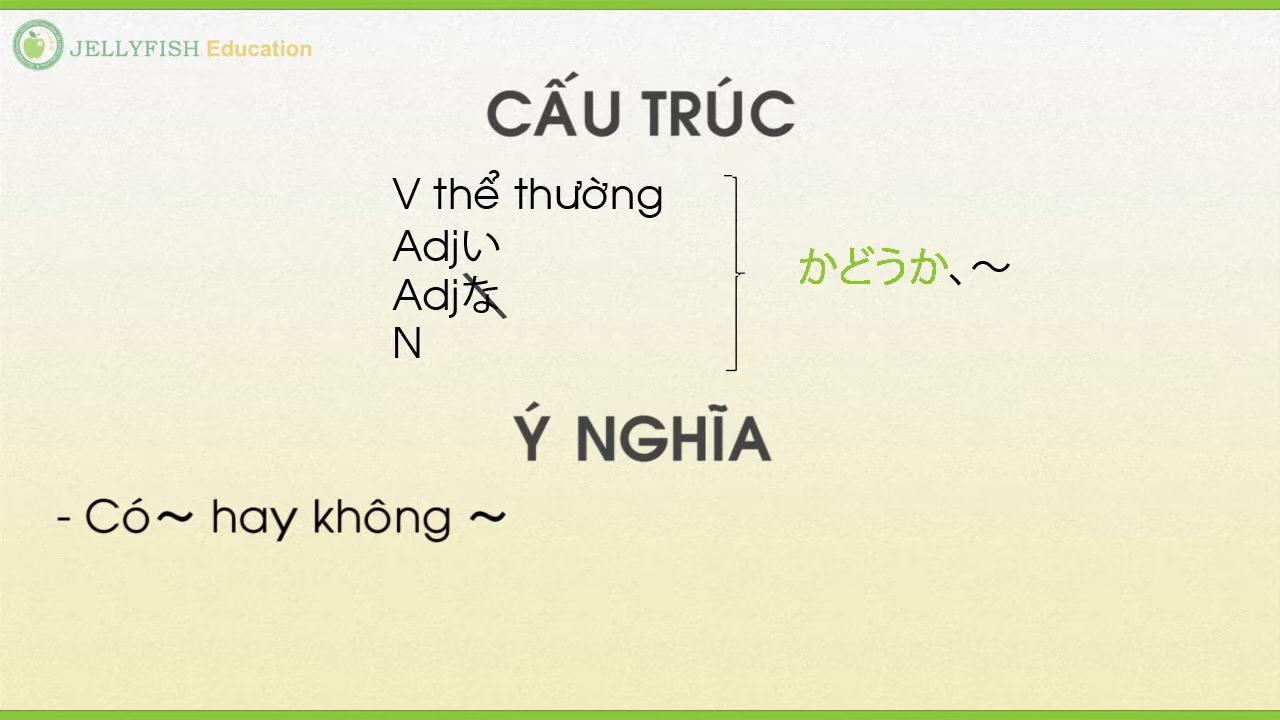 JELLYFISH Education
CẤU TRÚC
V thể thường
Adjい
Adjな
N
かどうか、～
Ý NGHĨA
- Có～ hay không ～